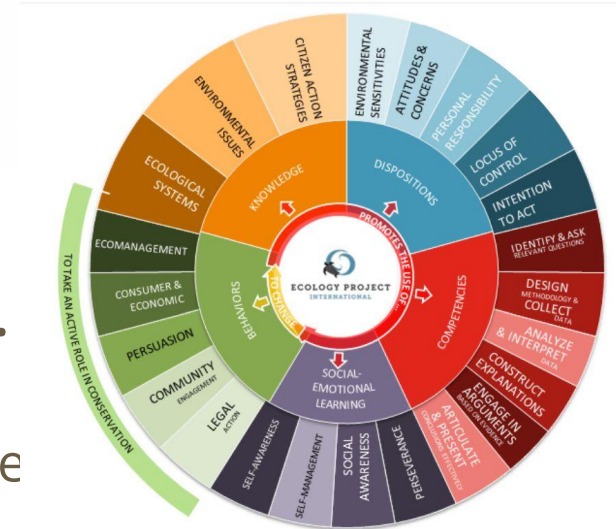 CITIZEN ACTION
STRATEGIES
ENVIRONMENTAL
ISSUES
ECOLOGICAL
SYSTEMS
KNOWLEDGE
ENVIRONMENTAL
SENSITIVITIES
ATTITUDES &
CONCERNS
PERSONAL
RESPONSIBILITY
LOCUS OF
CONTROL
INTENTION
TO ACT
DISPOSITIONS
IDENTIFY & ASK
RELEVANT QUESTIONS
DESIGN
METHODOLOGY &
COLLECT
DATA
ANALYZE
& INTERPRET
DATA
CONSTRUCT
EXPLANATIONS
ENGAGE IN
ARGUMENTS
BASED ON EVIDENCE
ARTICULATE
& PRESENT
CONCLUSIONS EFFECTIVELY
COMPETENCIES
SOCIAL-
EMOTIONAL
LEARNING
PERSEVERANCE
SOCIAL
AWARENESS
SELF-MANAGEMENT
SELF-AWARENESS
BEHAVIORS
LEGAL
ACTION
COMMUNITY
ENGAGEMENT
PERSUASION
CONSUMER &
ECONOMIC
ECOMANAGEMENT
PROMOTES THE USE OF...
TO CHANGE
ECOLOGY PROJECT
INTERNATIONAL
TO TAKE AN ACTIVE ROLE IN CONSERVATION
.
e